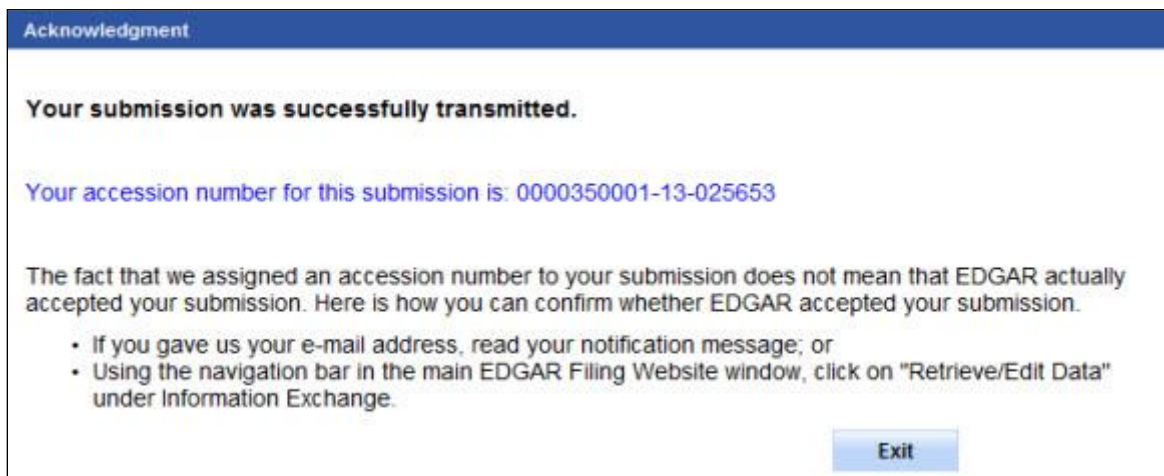 Acknowledgment
Your submission was successfully transmitted.
Your accession number for this submission is: 0000350001-13-025653
The fact that we assigned an accession number to your submission does not mean that EDGAR actually
accepted your submission. Here is how you can confirm whether EDGAR accepted your submission.
• If you gave us your e-mail address, read your notification message; or
• Using the navigation bar in the main EDGAR Filing Website window, click on "Retrieve/Edit Data"
under Information Exchange.
Exit